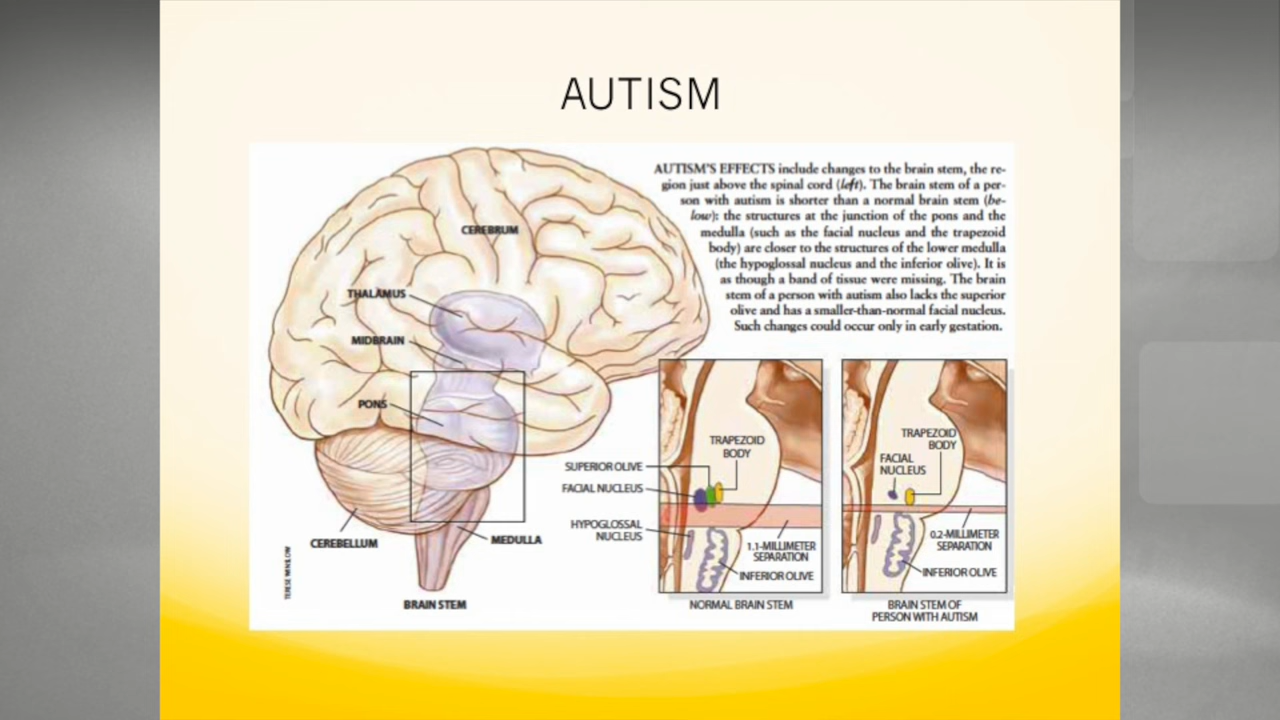 AUTISM
AUTISM'S EFFECTS include changes to the brain stem, the re-
gion just above the spinal cord (left). The brain stem of a per-
son with autism is shorter than a normal brain stem (be-
low): the structures at the junction of the pons and the
medulla (such as the facial nucleus and the trapezoid
body) are closer to the structures of the lower medulla
(the hypoglossal nucleus and the inferior olive). It is
as though a band of tissue were missing. The brain
stem of a person with autism also lacks the superior
olive and has a smaller-than-normal facial nucleus.
Such changes could occur only in early gestation.
CEREBRUM
THALAMUS
MIDBRAIN
PONS
CEREBELLUM
MEDULLA
BRAIN STEM
TERESE WINSLOW
TRAPEZOID
BODY
SUPERIOR OLIVE
FACIAL NUCLEUS
HYPOGLOSSAL
NUCLEUS
1.1-MILLIMETER
SEPARATION
INFERIOR OLIVE
NORMAL BRAIN STEM
TRAPEZOID
BODY
FACIAL
NUCLEUS
0.2-MILLIMETER
SEPARATION
INFERIOR OLIVE
BRAIN STEM OF
PERSON WITH AUTISM